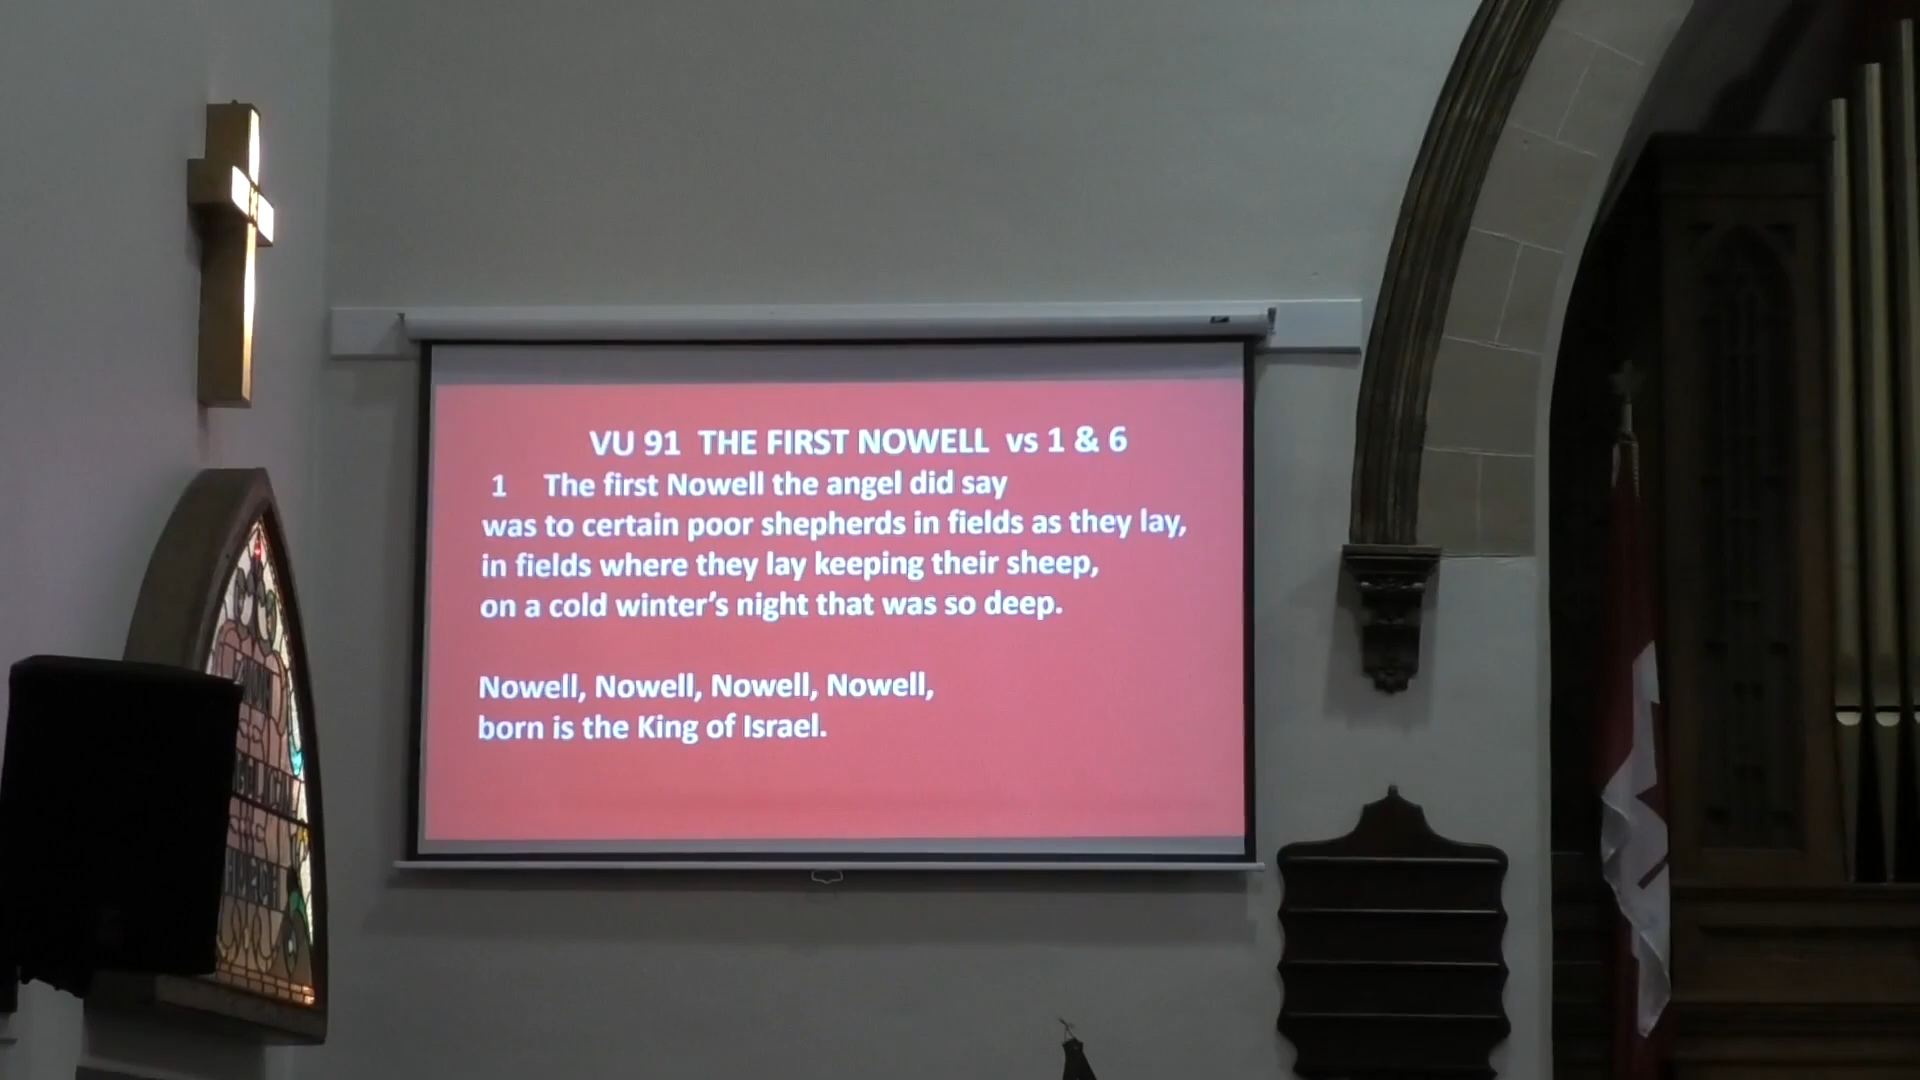 VU 91 THE FIRST NOWELL vs 1 & 6
1 The first Nowell the angel did say
was to certain poor shepherds in fields as they lay,
in fields where they lay keeping their sheep,
on a cold winter's night that was so deep.
Nowell, Nowell, Nowell, Nowell,
born is the King of Israel.